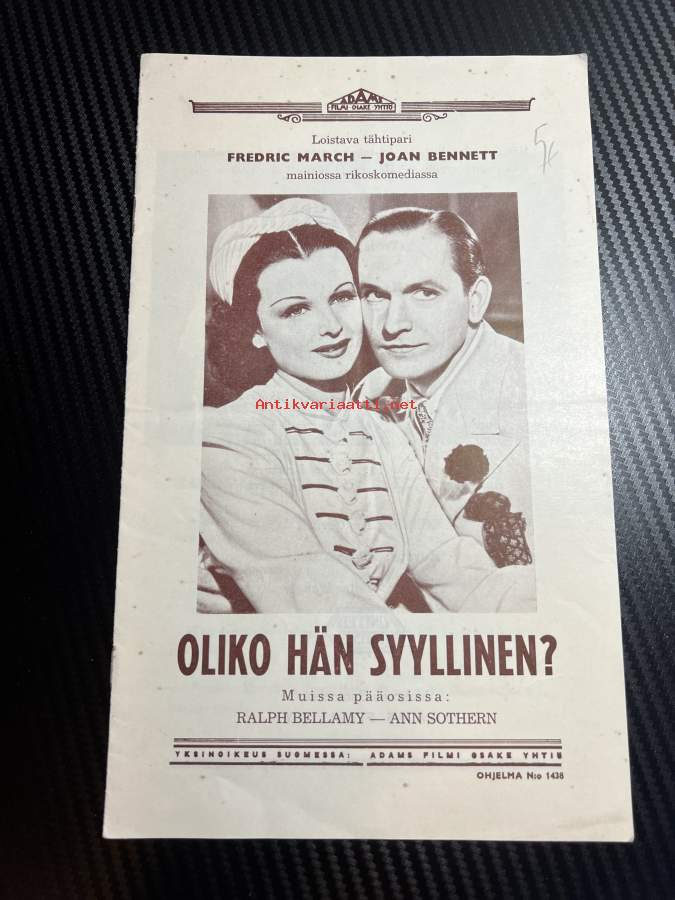 ADAMS
FILMI OSAKE YHTIÖ
Loistava tähtipari
FREDRIC MARCH — JOAN BENNETT
mainiossa rikoskomediassa
Antikvariaatti.net
OLIKO HÄN SYYLLINEN?
Muissa pääosissa:
RALPH BELLAMY — ANN SOTHERN
YKSINOIKEUS SUOMESSA: ADAMS FILMI OSAKE YHTIÖ
OHJELMA N:o 1438